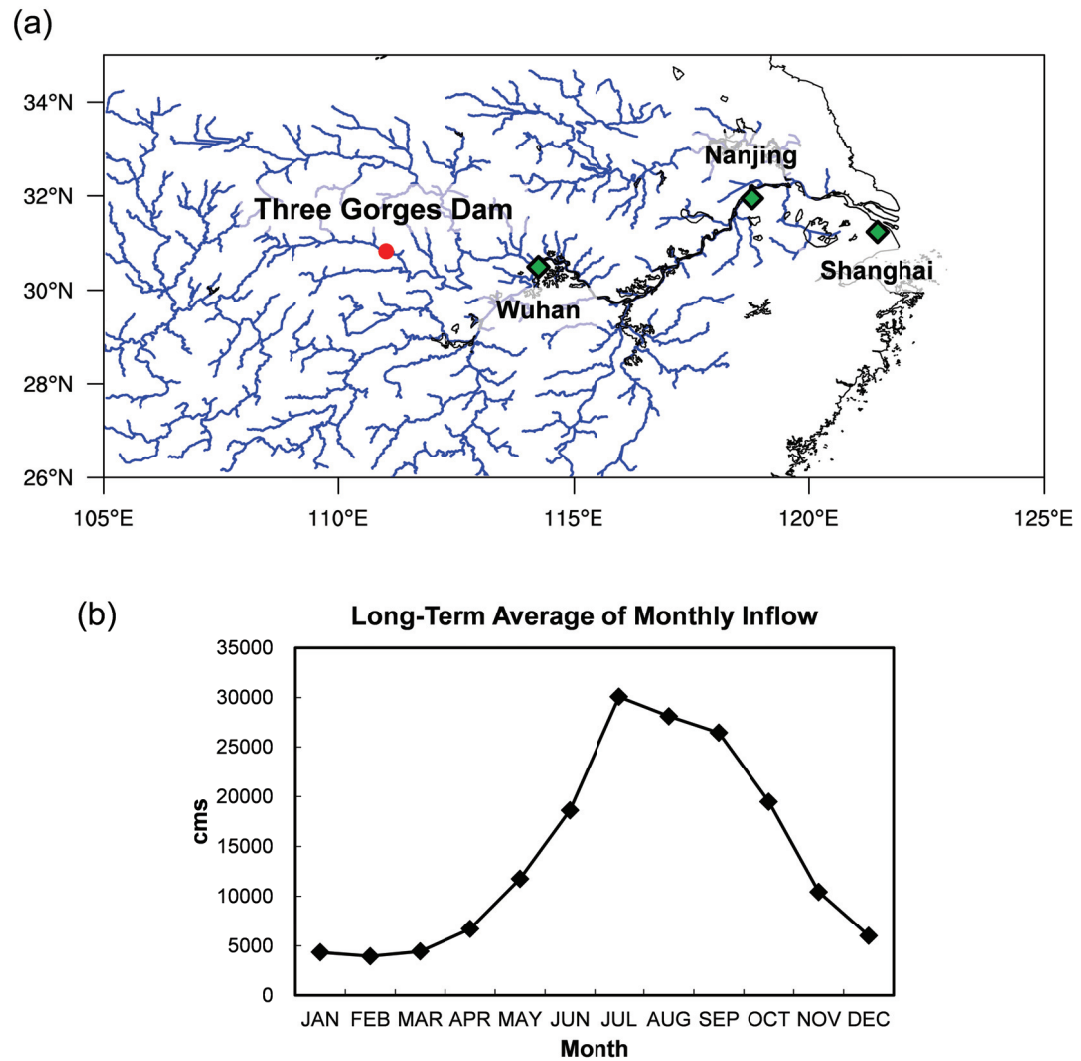 (a)
34°N
32°N
30°N
28°N
26°N
Nanjing
Three Gorges Dam
Shanghai
Wuhan
105°E 110°E 115°E 120°E 125°E
(b)
Long-Term Average of Monthly Inflow
35000
30000
25000
20000
15000
10000
5000
0
cms
JAN FEB MAR APR MAY JUN JUL AUG SEP OCT NOV DEC
Month